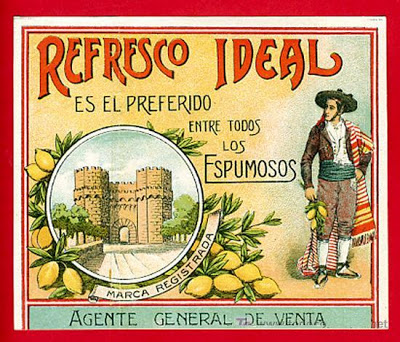 REFRESCO IDEAL
ES EL PREFERIDO
ENTRE TODOS
LOS
ESPUMOSOS
MARCA REGISTRADA
AGENTE GENERAL DE VENTA